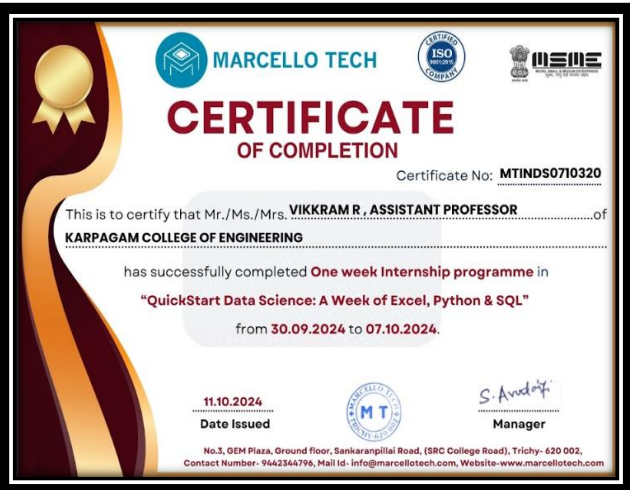 MARCELLO TECH
CERTIFIED
ISO
9001:2015
COMPANY
MSME
MICRO, SMALL & MEDIUM ENTERPRISES
CERTIFICATE
OF COMPLETION
Certificate No: MTINDS0710320
This is to certify that Mr./Ms./Mrs. VIKKRAM R , ASSISTANT PROFESSOR of
KARPAGAM COLLEGE OF ENGINEERING
has successfully completed One week Internship programme in
“QuickStart Data Science: A Week of Excel, Python & SQL”
from 30.09.2024 to 07.10.2024.
11.10.2024
Date Issued
MARCELLO TECH
M T
TRICHY-620 002
Manager
No.3, GEM Plaza, Ground floor, Sankaranpillai Road, (SRC College Road), Trichy- 620 002,
Contact Number- 9442344796, Mail Id- info@marcellotech.com, Website-www.marcellotech.com